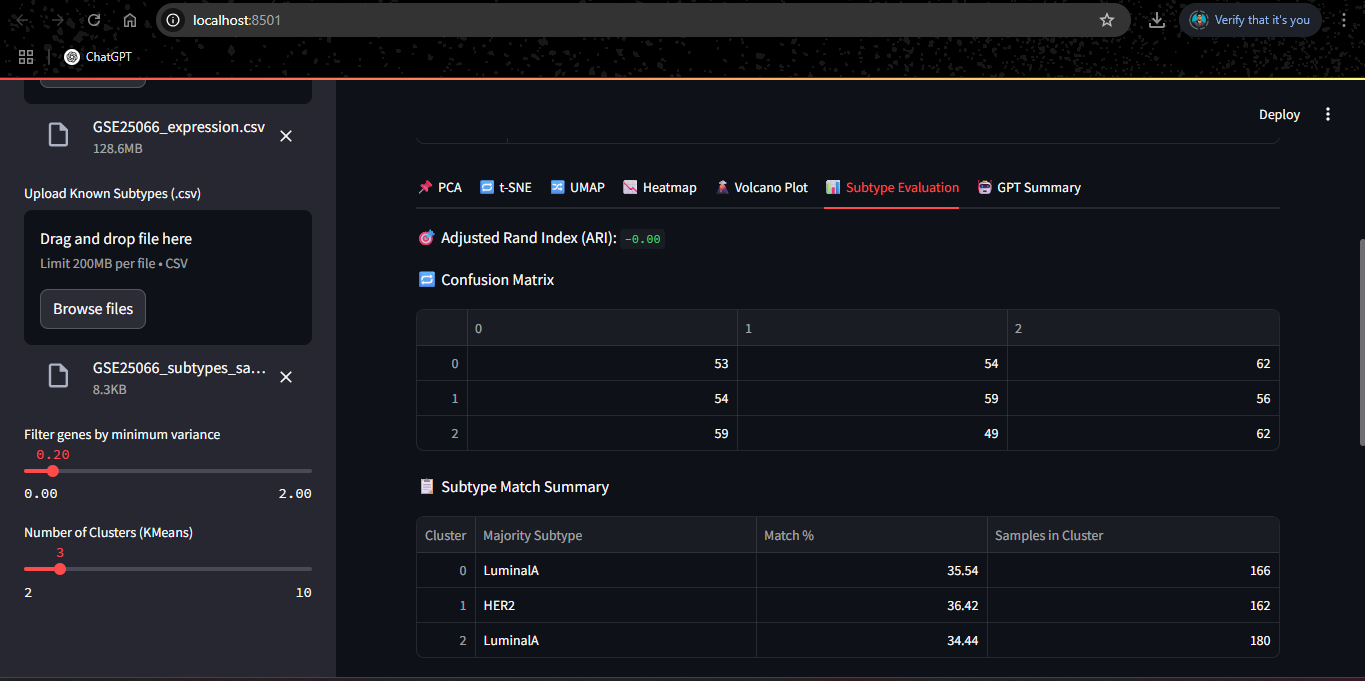 localhost:8501
Verify that it's you
ChatGPT
Deploy
GSE25066_expression.csv
128.6MB
Upload Known Subtypes (.csv)
Drag and drop file here
Limit 200MB per file • CSV
Browse files
GSE25066_subtypes_sa...
8.3KB
Filter genes by minimum variance
0.20
0.00 2.00
Number of Clusters (KMeans)
3
2 10
PCA t-SNE UMAP Heatmap Volcano Plot Subtype Evaluation GPT Summary
Adjusted Rand Index (ARI): -0.00
Confusion Matrix
0 1 2
0 53 54 62
1 54 59 56
2 59 49 62
Subtype Match Summary
Cluster Majority Subtype Match % Samples in Cluster
0 LuminalA 35.54 166
1 HER2 36.42 162
2 LuminalA 34.44 180